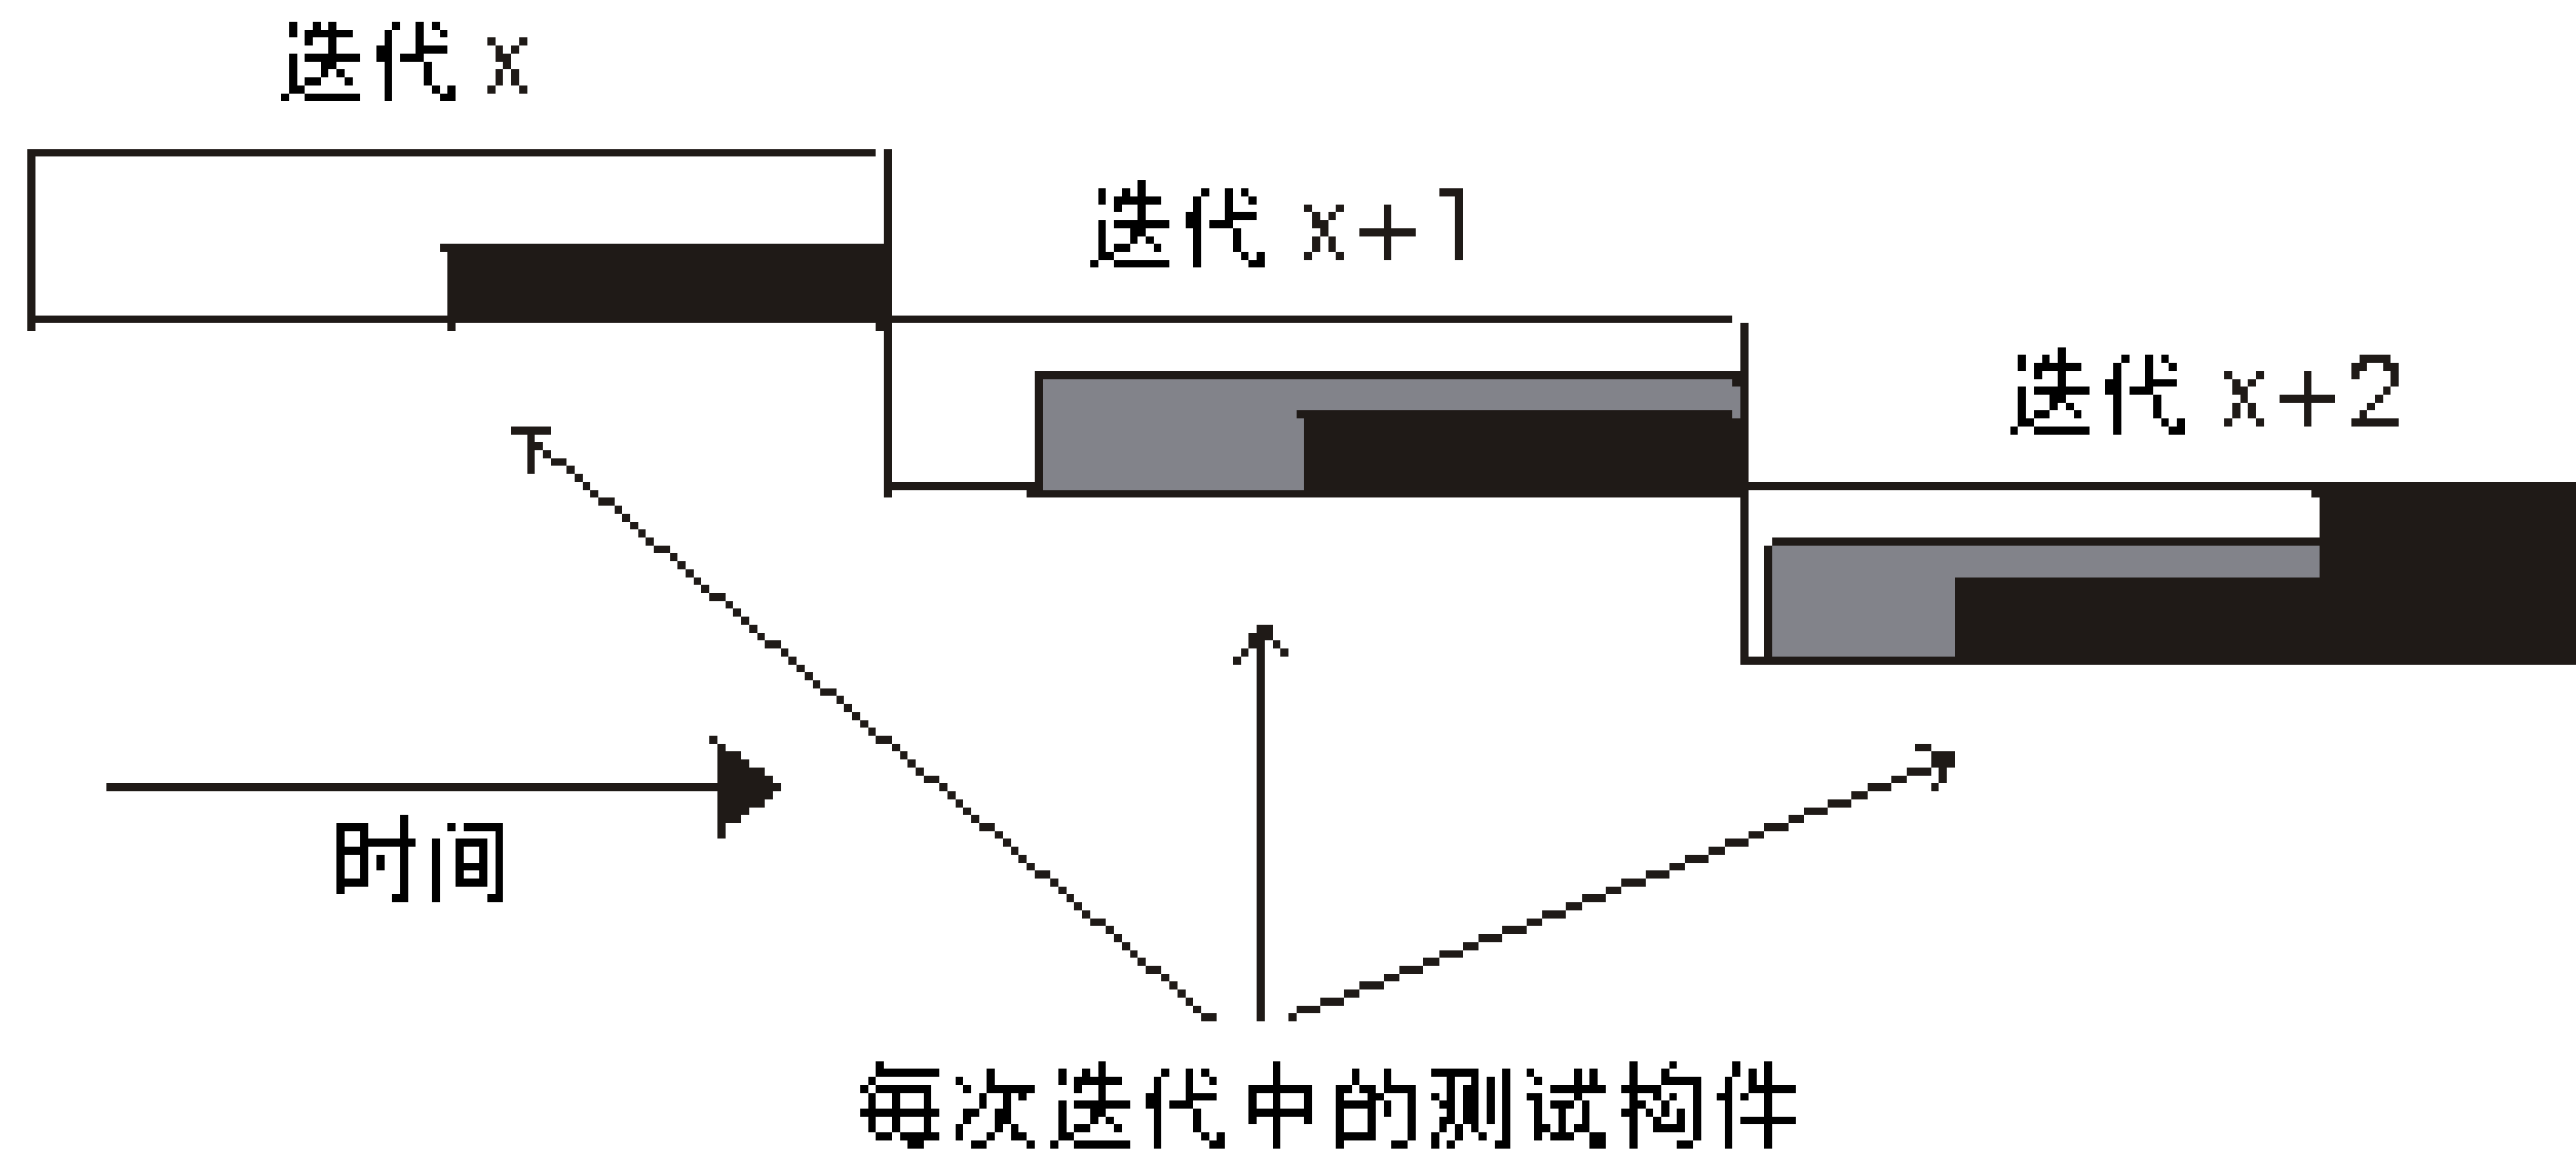 迭代 x
迭代 x+1
迭代 x+2
时间
每次迭代中的测试构件